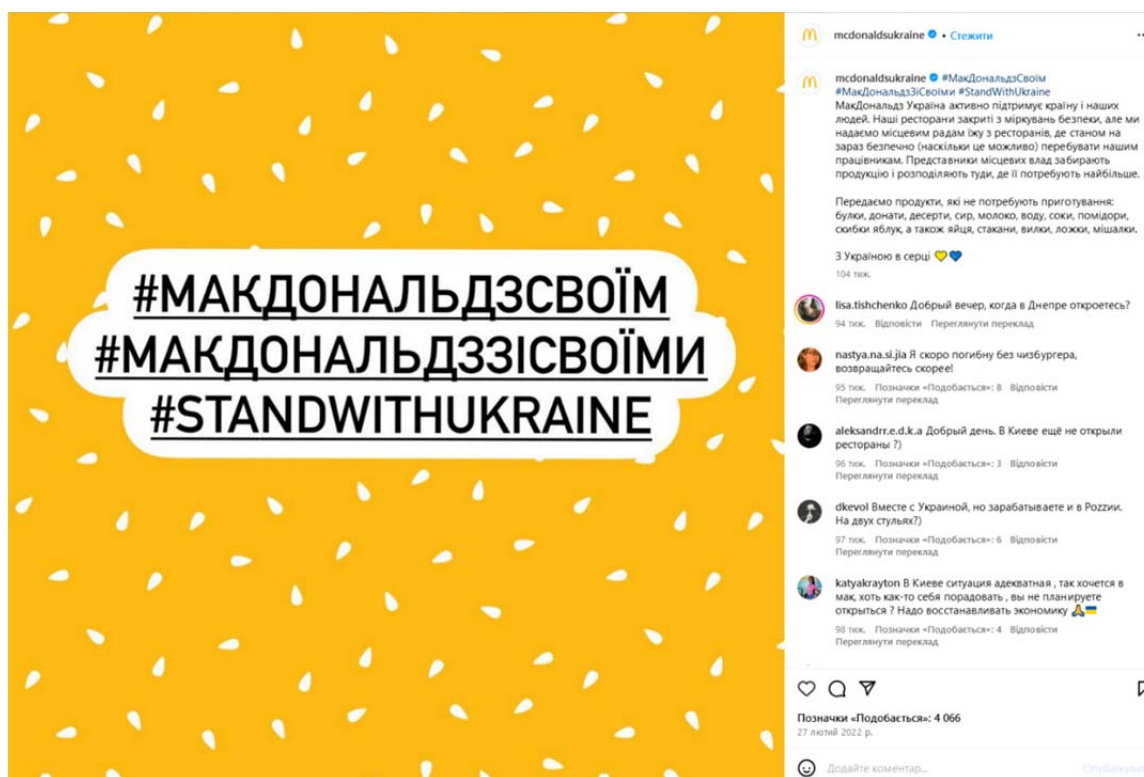 #МАКДОНАЛЬДЗСВОЇМ
#МАКДОНАЛЬДЗЗІСВОЇМИ
#STANDWITHUKRAINE
mcdonaldsukraine • Стежити
mcdonaldsukraine #МакДональдзСвоїм
#МакДональдзЗіСвоїми #StandWithUkraine
МакДональдз Україна активно підтримує країну і наших
людей. Наші ресторани закриті з міркувань безпеки, але ми
надаємо місцевим радам їжу з ресторанів, де станом на
зараз безпечно (наскільки це можливо) перебувати нашим
працівникам. Представники місцевих влад забирають
продукцію і розподіляють туди, де її потребують найбільше.
Передаємо продукти, які не потребують приготування:
булки, донати, десерти, сир, молоко, воду, соки, помідори,
скибки яблук, а також яйця, стакани, вилки, ложки, мішалки.
З Україною в серці 💛💙
104 тиж.
lisa.tishchenko Добрый вечер, когда в Днепре откроетесь?
94 тиж. Відповісти Переглянути переклад
nastya.na.si.jia Я скоро погибну без чизбургера,
возвращайтесь скорее!
95 тиж. Позначки «Подобається»: 8 Відповісти
Переглянути переклад
aleksandrr.e.d.k.a Добрый день. В Киеве ещё не открыли
рестораны ?)
96 тиж. Позначки «Подобається»: 3 Відповісти
Переглянути переклад
dkevol Вместе с Украиной, но зарабатываете и в Роzzии.
На двух стульях?)
97 тиж. Позначки «Подобається»: 6 Відповісти
Переглянути переклад
katyakrayton В Киеве ситуация адекватная , так хочется в
мак, хоть как-то себя порадовать , вы не планируете
открыться ? Надо восстанавливать экономику 🙏🇺🇦
98 тиж. Позначки «Подобається»: 4 Відповісти
Переглянути переклад
Позначки «Подобається»: 4 066
27 лютий 2022 р.
Додайте коментар...